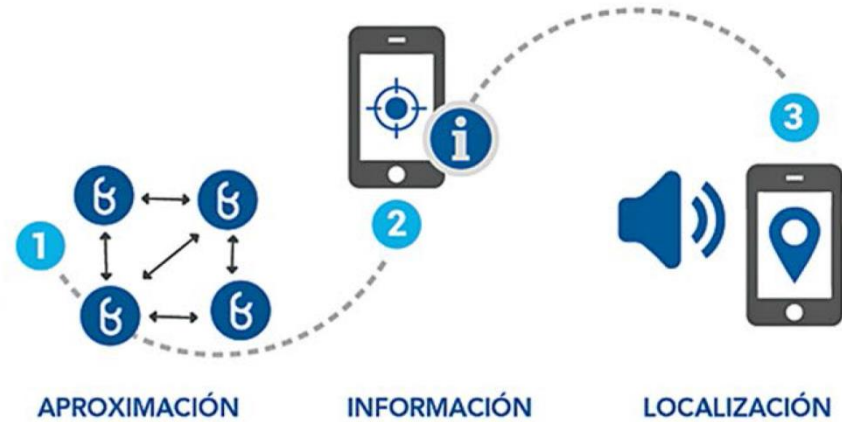 1
2
3
i
APROXIMACIÓN
INFORMACIÓN
LOCALIZACIÓN